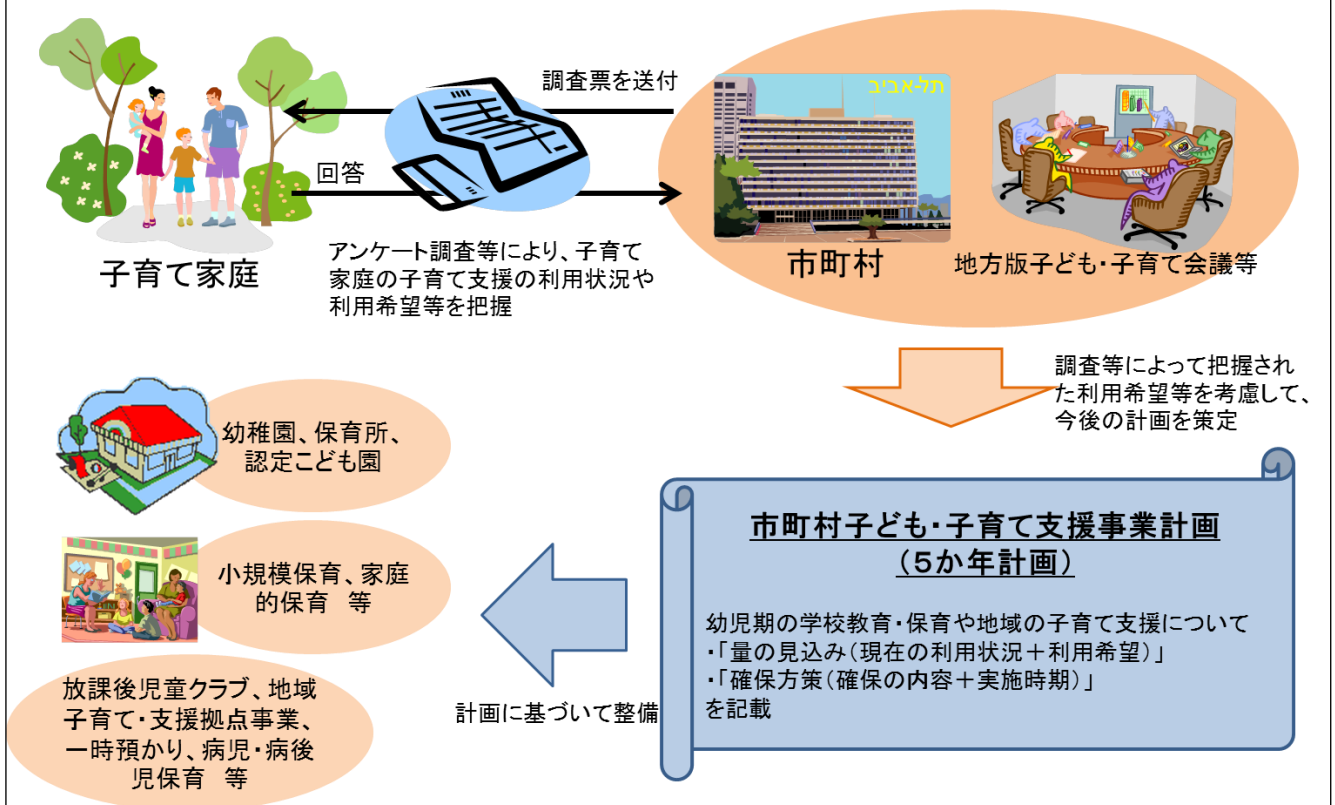 調査票を送付
תל-אביב
回答
アンケート調査等により、子育て
家庭の子育て支援の利用状況や
利用希望等を把握
子育て家庭
市町村
地方版子ども・子育て会議等
調査等によって把握され
た利用希望等を考慮して、
今後の計画を策定
幼稚園、保育所、
認定こども園
小規模保育、家庭
的保育　等
放課後児童クラブ、地域
子育て・支援拠点事業、
一時預かり、病児・病後
児保育　等
計画に基づいて整備
市町村子ども・子育て支援事業計画
（５か年計画）
幼児期の学校教育・保育や地域の子育て支援について
・「量の見込み（現在の利用状況＋利用希望）」
・「確保方策（確保の内容＋実施時期）」
を記載